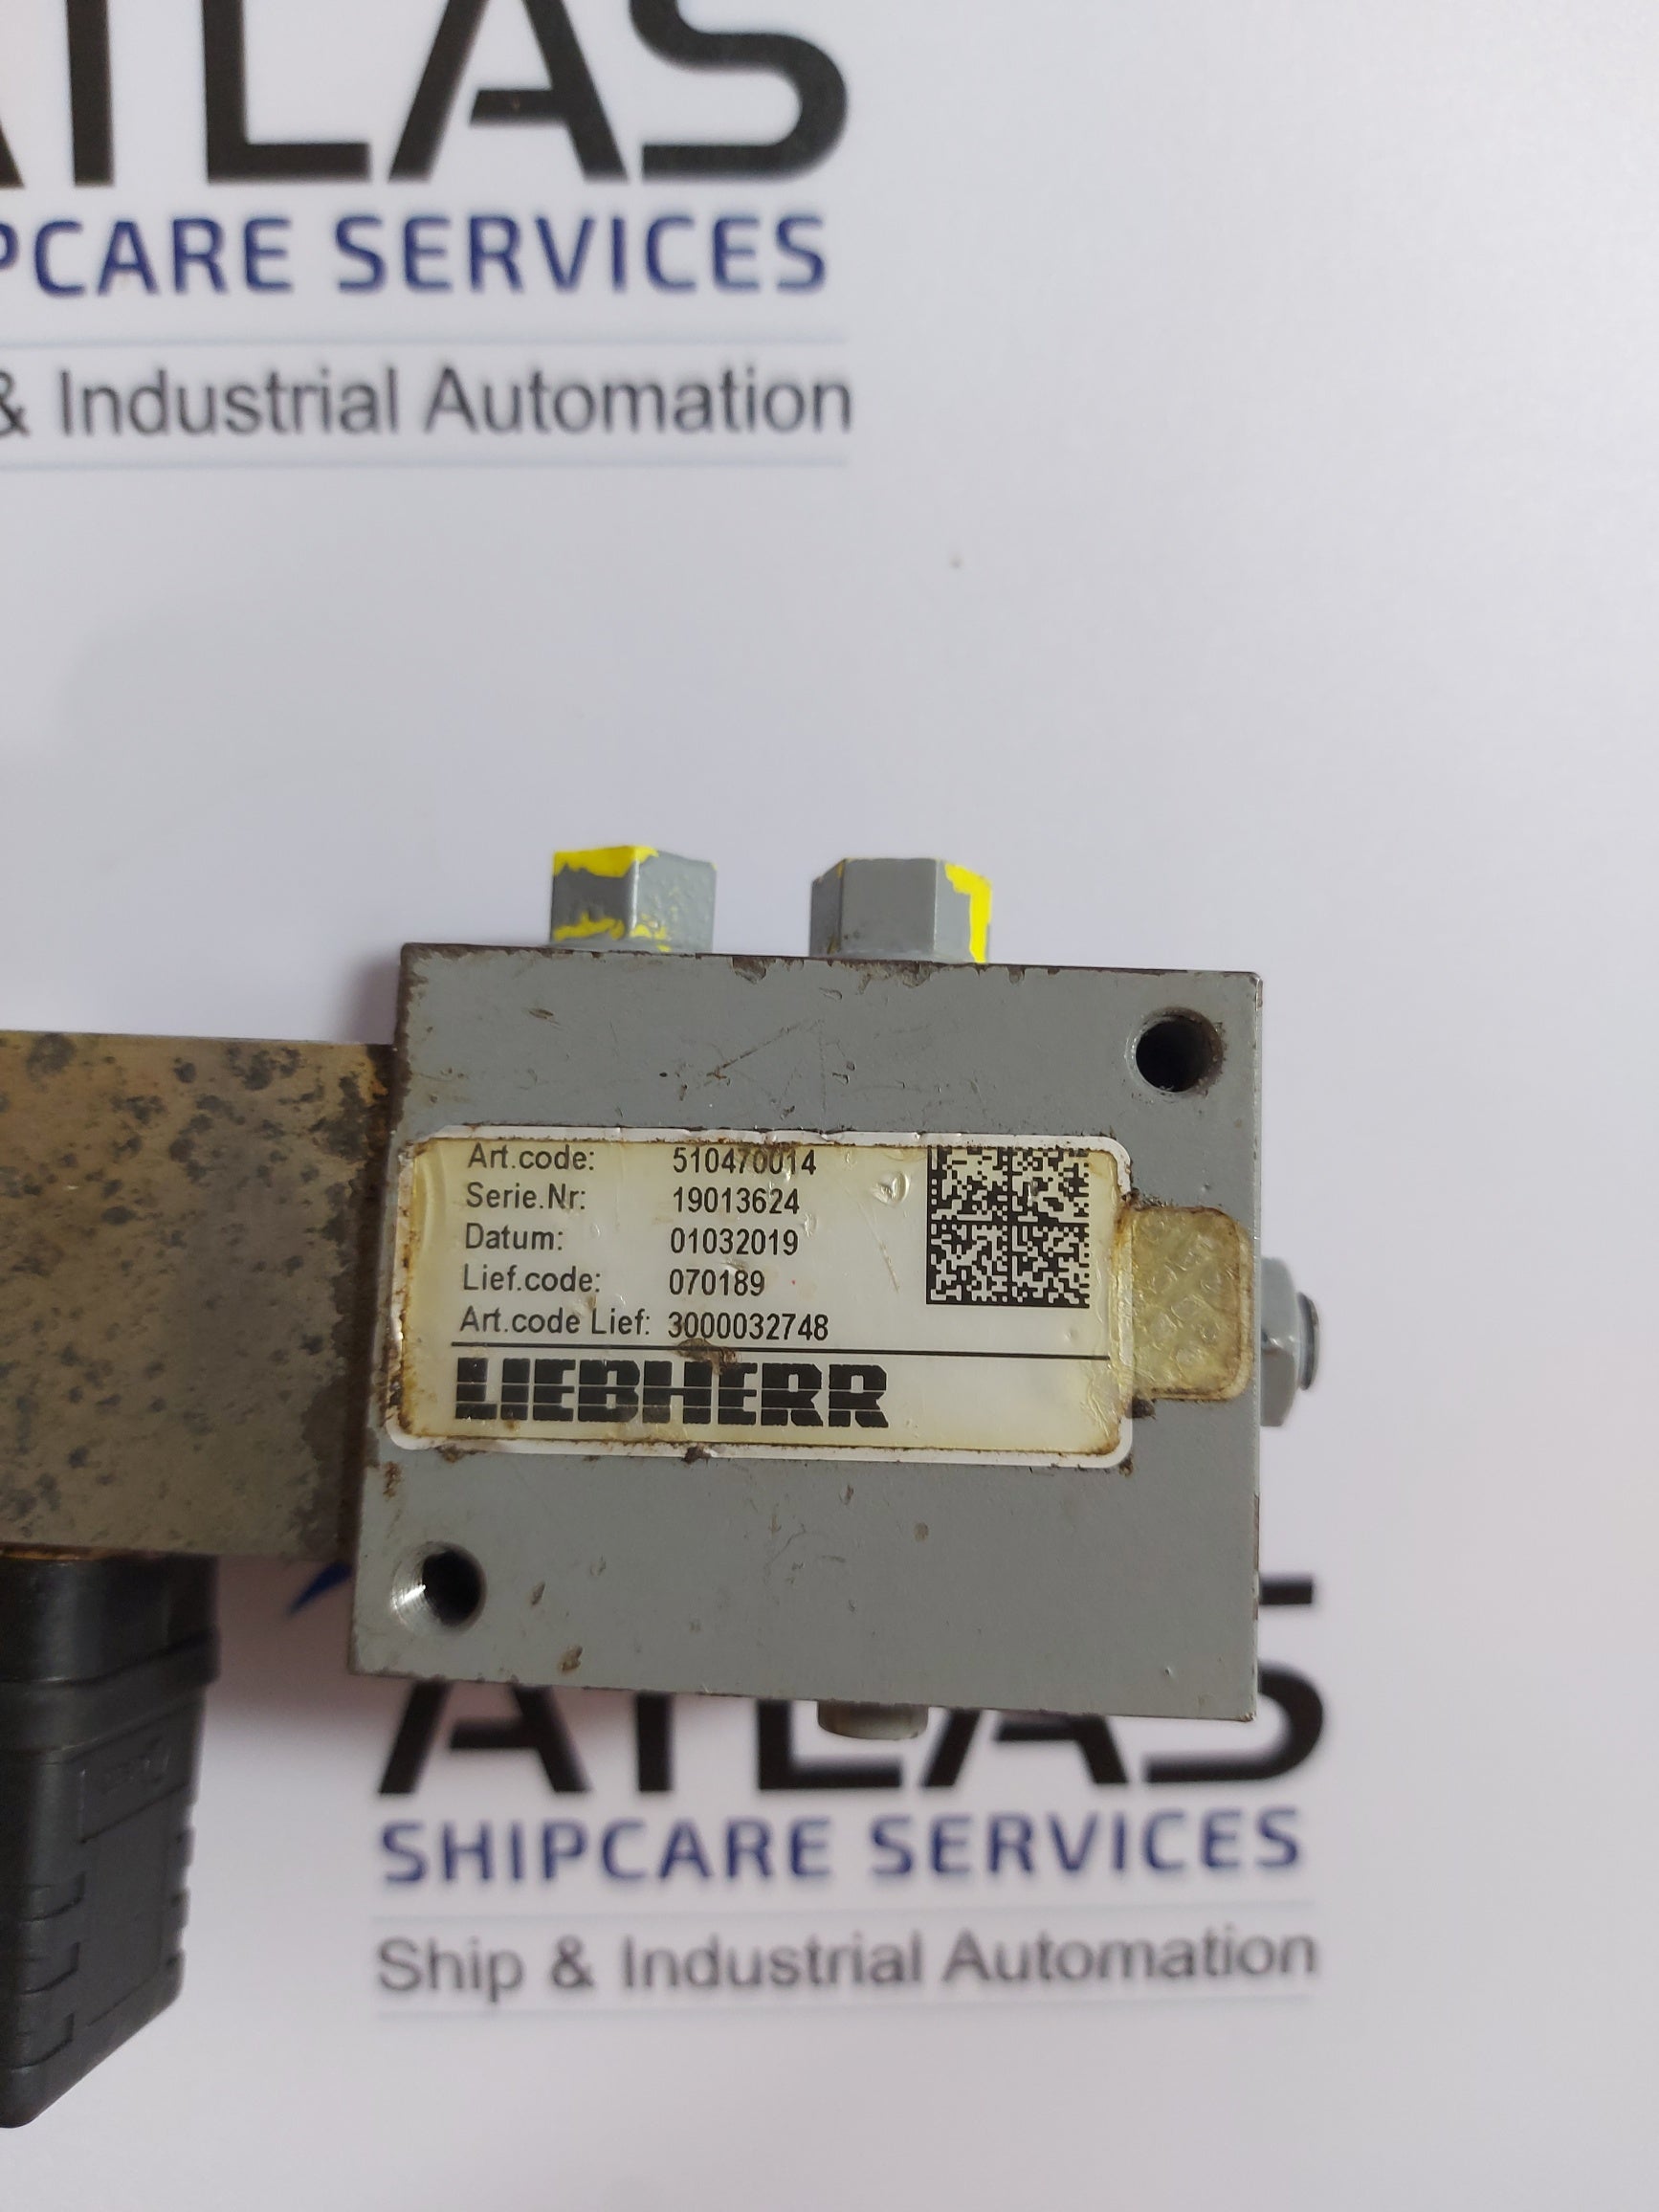 ATLAS
PCARE SERVICES
& Industrial Automation
Art.code: 510470014
Serie.Nr: 19013624
Datum: 01032019
Lief.code: 070189
Art.code Lief: 3000032748
LIEBHERR
ATLAS
SHIPCARE SERVICES
Ship & Industrial Automation